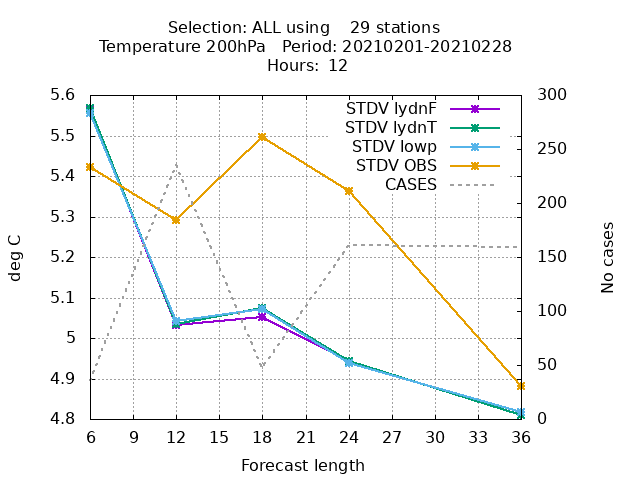 Selection: ALL using    29 stations
Temperature 200hPa   Period: 20210201-20210228
Hours:  12
STDV IydnF
STDV IydnT
STDV Iowp
STDV OBS
CASES
5.6
5.5
5.4
5.3
5.2
5.1
5
4.9
4.8
deg C
300
250
200
150
100
50
0
No cases
6 9 12 15 18 21 24 27 30 33 36
Forecast length